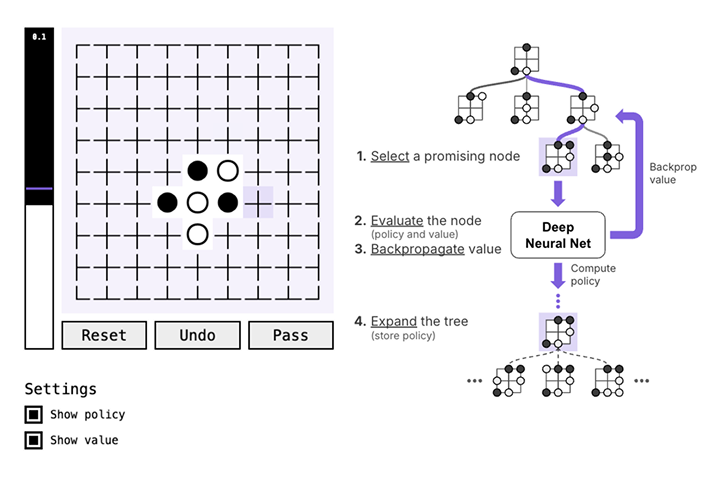 0.1
Reset
Undo
Pass
Settings
Show policy
Show value
1. Select a promising node
2. Evaluate the node
(policy and value)
3. Backpropagate value
Deep
Neural Net
Backprop
value
Compute
policy
4. Expand the tree
(store policy)